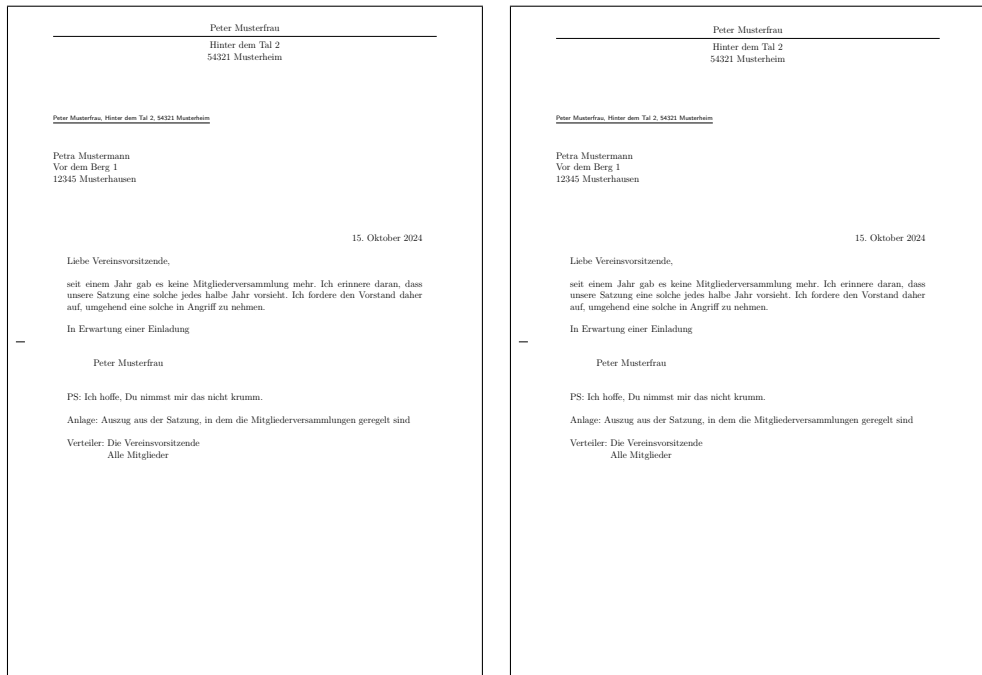 Peter Musterfrau
Hinter dem Tal 2
54321 Musterheim
Peter Musterfrau, Hinter dem Tal 2, 54321 Musterheim
Petra Mustermann
Vor dem Berg 1
12345 Musterhausen
15. Oktober 2024
Liebe Vereinsvorsitzende,
seit einem Jahr gab es keine Mitgliederversammlung mehr. Ich erinnere daran, dass
unsere Satzung eine solche jedes halbe Jahr vorsieht. Ich fordere den Vorstand daher
auf, umgehend eine solche in Angriff zu nehmen.
In Erwartung einer Einladung
Peter Musterfrau
PS: Ich hoffe, Du nimmst mir das nicht krumm.
Anlage: Auszug aus der Satzung, in dem die Mitgliederversammlungen geregelt sind
Verteiler: Die Vereinsvorsitzende
Alle Mitglieder
Peter Musterfrau
Hinter dem Tal 2
54321 Musterheim
Peter Musterfrau, Hinter dem Tal 2, 54321 Musterheim
Petra Mustermann
Vor dem Berg 1
12345 Musterhausen
15. Oktober 2024
Liebe Vereinsvorsitzende,
seit einem Jahr gab es keine Mitgliederversammlung mehr. Ich erinnere daran, dass
unsere Satzung eine solche jedes halbe Jahr vorsieht. Ich fordere den Vorstand daher
auf, umgehend eine solche in Angriff zu nehmen.
In Erwartung einer Einladung
Peter Musterfrau
PS: Ich hoffe, Du nimmst mir das nicht krumm.
Anlage: Auszug aus der Satzung, in dem die Mitgliederversammlungen geregelt sind
Verteiler: Die Vereinsvorsitzende
Alle Mitglieder